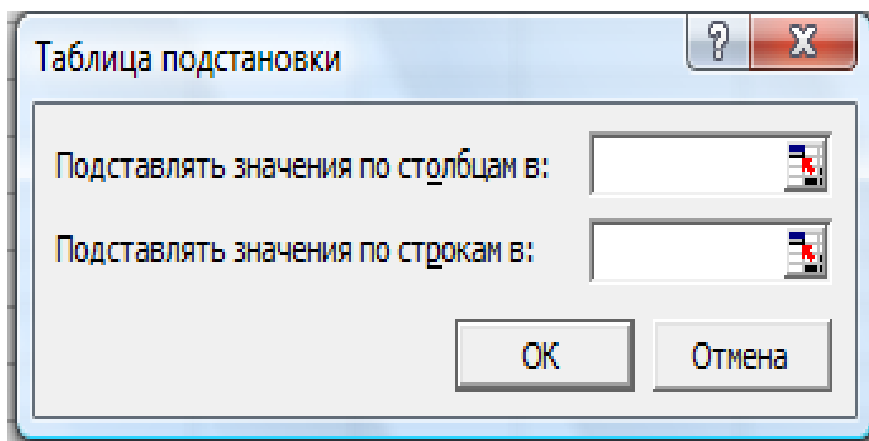 Таблица подстановки
?
X
Подставлять значения по столбцам в:
Подставлять значения по строкам в:
ОК
Отмена